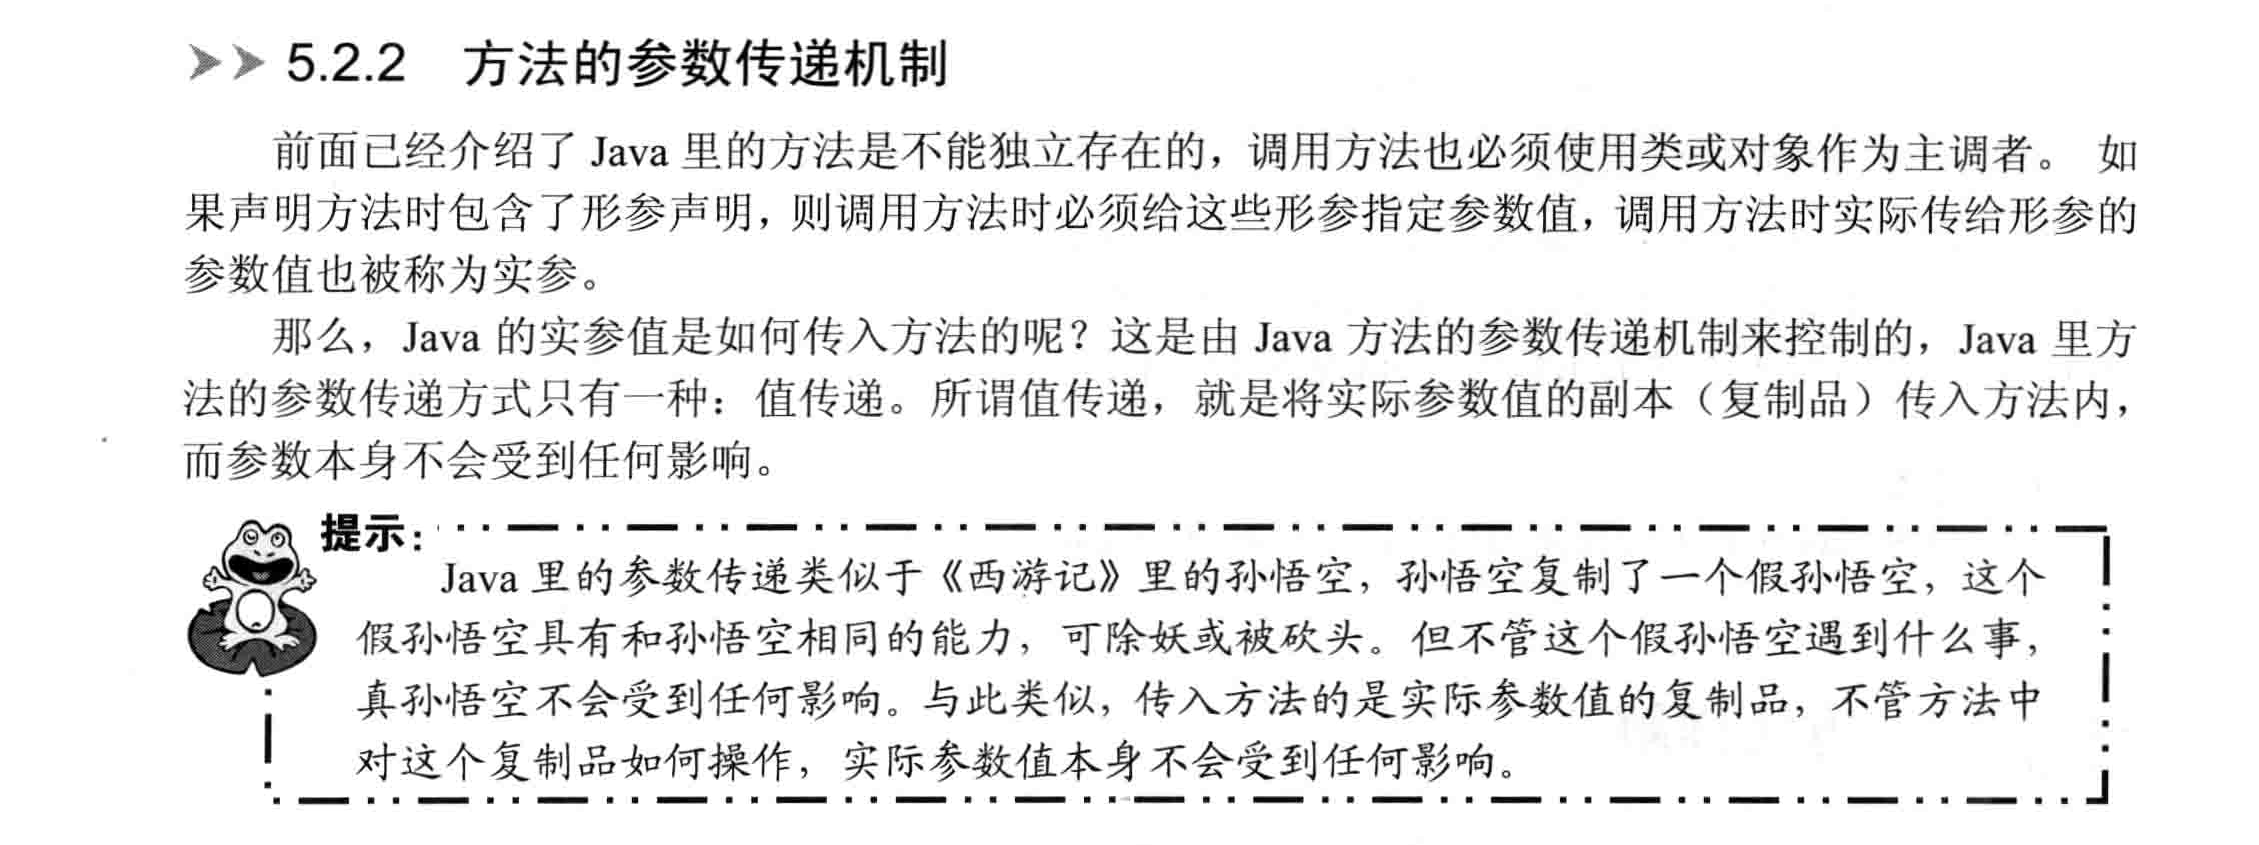 5.2.2 方法的参数传递机制
前面已经介绍了 Java 里的方法是不能独立存在的，调用方法也必须使用类或对象作为主调者。 如
果声明方法时包含了形参声明，则调用方法时必须给这些形参指定参数值，调用方法时实际传给形参的
参数值也被称为实参。
那么，Java 的实参值是如何传入方法的呢？这是由 Java 方法的参数传递机制来控制的，Java 里方
法的参数传递方式只有一种：值传递。所谓值传递，就是将实际参数值的副本（复制品）传入方法内，
而参数本身不会受到任何影响。
提示：
Java 里的参数传递类似于《西游记》里的孙悟空，孙悟空复制了一个假孙悟空，这个
假孙悟空具有和孙悟空相同的能力，可除妖或被砍头。但不管这个假孙悟空遇到什么事，
真孙悟空不会受到任何影响。与此类似，传入方法的是实际参数值的复制品，不管方法中
对这个复制品如何操作，实际参数值本身不会受到任何影响。